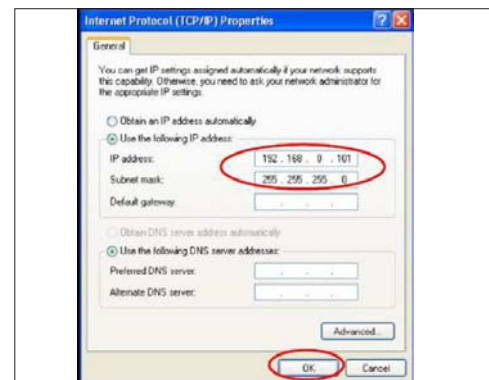 Internet Protocol (TCP/IP) Properties
General
You can get IP settings assigned automatically if your network supports
this capability. Otherwise, you need to ask your network administrator for
the appropriate IP settings.
Obtain an IP address automatically
Use the following IP address:
IP address: 192 . 168 . 0 . 101
Subnet mask: 255 . 255 . 255 . 0
Default gateway: . . .
Obtain DNS server address automatically
Use the following DNS server addresses:
Preferred DNS server: . . .
Alternate DNS server: . . .
Advanced...
OK Cancel